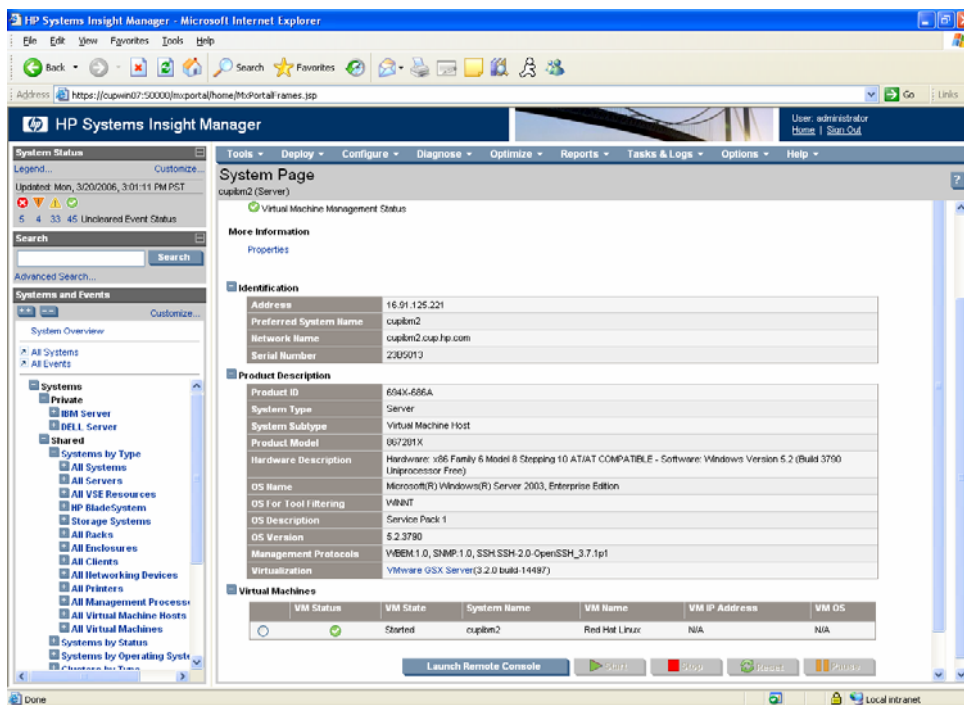 HP Systems Insight Manager - Microsoft Internet Explorer
File Edit View Favorites Tools Help
Back Search Favorites
Address https://cupwin07:50000/mxportal/home/MxPortalFrames.jsp Go Links
hp HP Systems Insight Manager
User: administrator
Home | Sign Out
System Status
Legend... Customize...
Updated: Mon, 3/20/2006, 3:01:11 PM PST
5 4 33 45 Uncleared Event Status
Search
Search
Advanced Search...
Systems and Events
Customize...
System Overview
All Systems
All Events
Systems
Private
IBM Server
DELL Server
Shared
Systems by Type
All Systems
All Servers
All VSE Resources
HP BladeSystem
Storage Systems
All Racks
All Enclosures
All Clients
All Networking Devices
All Printers
All Management Process
All Virtual Machine Hosts
All Virtual Machines
Systems by Status
Systems by Operating Syste
Clusters by Type
Tools Deploy Configure Diagnose Optimize Reports Tasks & Logs Options Help
System Page
cupibm2 (Server)
?
Virtual Machine Management Status
More Information
Properties
Identification
Address 16.91.125.221
Preferred System Name cupibm2
Network Name cupibm2.cup.hp.com
Serial Number 23B5013
Product Description
Product ID 694X-686A
System Type Server
System Subtype Virtual Machine Host
Product Model 867281X
Hardware Description Hardware: x86 Family 6 Model 8 Stepping 10 AT/AT COMPATIBLE - Software: Windows Version 5.2 (Build 3790
Uniprocessor Free)
OS Name Microsoft(R) Windows(R) Server 2003, Enterprise Edition
OS For Tool Filtering WINNT
OS Description Service Pack 1
OS Version 5.2.3790
Management Protocols WBEM:1.0, SNMP:1.0, SSH:SSH-2.0-OpenSSH_3.7.1p1
Virtualization VMware GSX Server(3.2.0 build-14497)
Virtual Machines
VM Status VM State System Name VM Name VM IP Address VM OS
Started cupibm2 Red Hat Linux N/A N/A
Launch Remote Console Start Stop Reset Pause
Done Local intranet